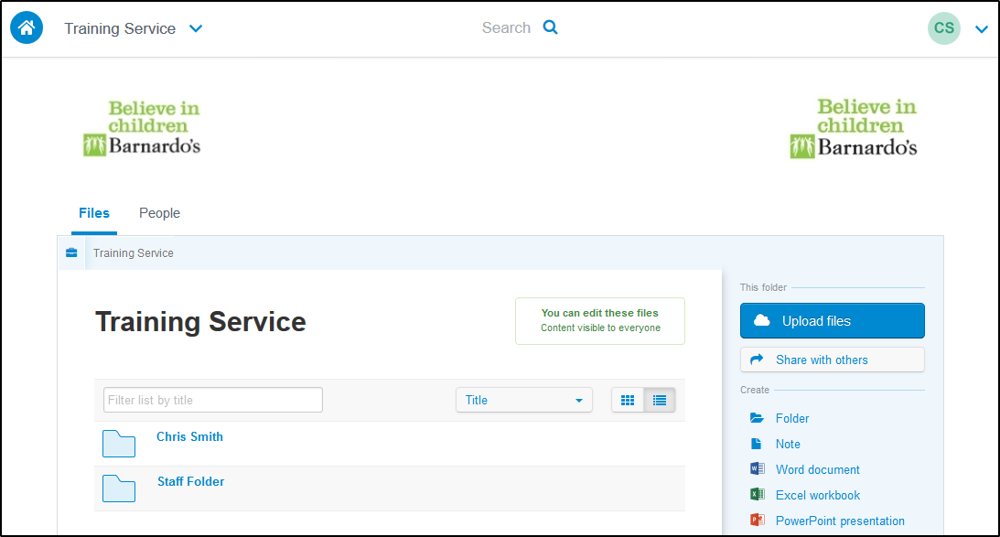 Training Service
Search
CS
Believe in
children
Barnardo's
Believe in
children
Barnardo's
Files
People
Training Service
Training Service
You can edit these files
Content visible to everyone
Filter list by title
Title
Chris Smith
Staff Folder
This folder
Upload files
Share with others
Create
Folder
Note
Word document
Excel workbook
PowerPoint presentation